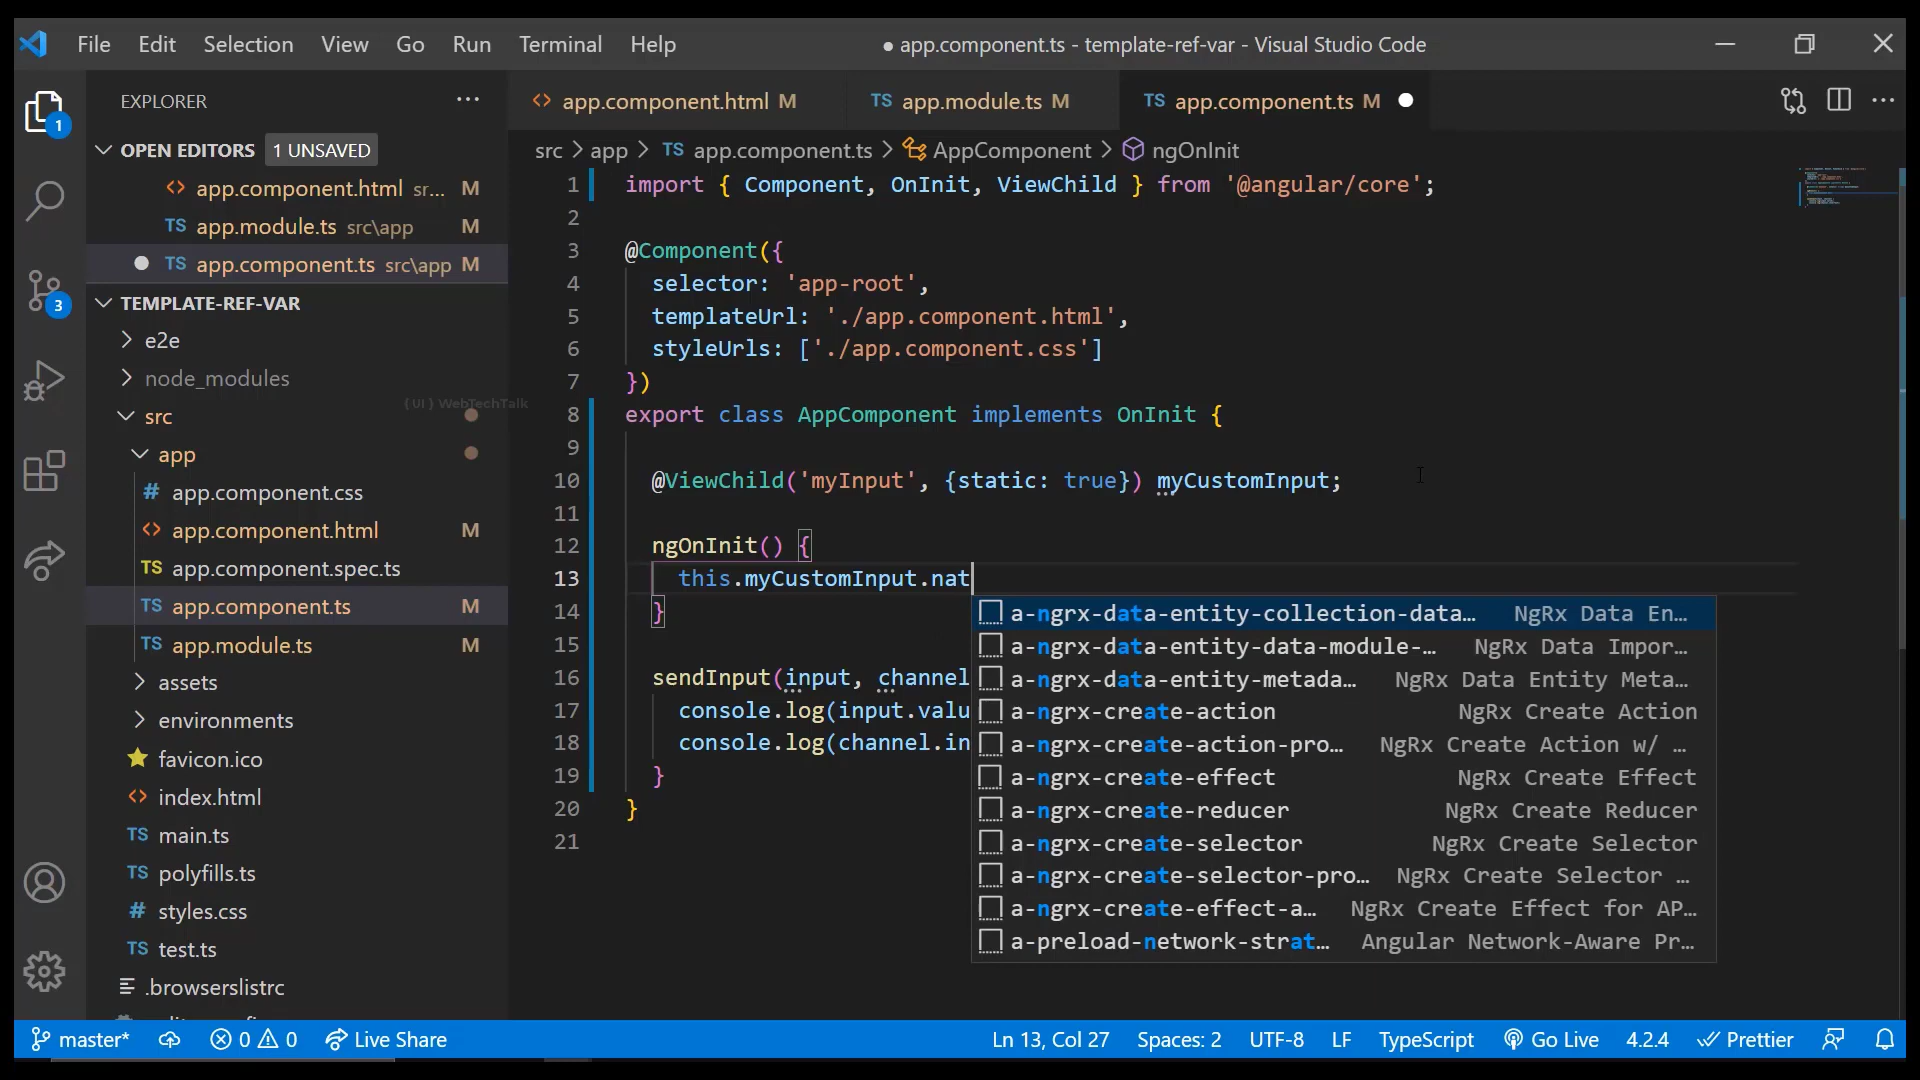 File Edit Selection View Go Run Terminal Help
● app.component.ts - template-ref-var - Visual Studio Code
EXPLORER
OPEN EDITORS 1 UNSAVED
app.component.html sr... M
TS app.module.ts src\app M
TS app.component.ts src\app M
TEMPLATE-REF-VAR
e2e
node_modules
{ UI } WebTechTalk
src
app
# app.component.css
app.component.html M
TS app.component.spec.ts
TS app.component.ts M
TS app.module.ts M
assets
environments
favicon.ico
index.html
TS main.ts
TS polyfills.ts
# styles.css
TS test.ts
.browserslistrc
1
3
app.component.html M
TS app.module.ts M
TS app.component.ts M
src > app > TS app.component.ts > AppComponent > ngOnInit
1 import { Component, OnInit, ViewChild } from '@angular/core';
2
3 @Component({
4 selector: 'app-root',
5 templateUrl: './app.component.html',
6 styleUrls: ['./app.component.css']
7 })
8 export class AppComponent implements OnInit {
9
10 @ViewChild('myInput', {static: true}) myCustomInput;
11
12 ngOnInit() {
13 this.myCustomInput.nat
14 }
15
16 sendInput(input, channel
17 console.log(input.valu
18 console.log(channel.in
19 }
20 }
21
a-ngrx-data-entity-collection-data… NgRx Data En…
a-ngrx-data-entity-data-module-… NgRx Data Impor…
a-ngrx-data-entity-metada… NgRx Data Entity Meta…
a-ngrx-create-action NgRx Create Action
a-ngrx-create-action-pro… NgRx Create Action w/ …
a-ngrx-create-effect NgRx Create Effect
a-ngrx-create-reducer NgRx Create Reducer
a-ngrx-create-selector NgRx Create Selector
a-ngrx-create-selector-pro… NgRx Create Selector …
a-ngrx-create-effect-a… NgRx Create Effect for AP…
a-preload-network-strat… Angular Network-Aware Pr…
master* 0 0 Live Share Ln 13, Col 27 Spaces: 2 UTF-8 LF TypeScript Go Live 4.2.4 Prettier